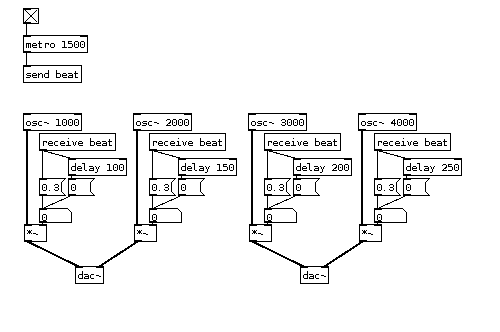 metro 1500
send beat
osc~ 1000 osc~ 2000 osc~ 3000 osc~ 4000
receive beat receive beat receive beat receive beat
delay 100 delay 150 delay 200 delay 250
0.3 0 0.3 0 0.3 0 0.3 0
0 0 0 0
*~ *~ *~ *~
dac~ dac~